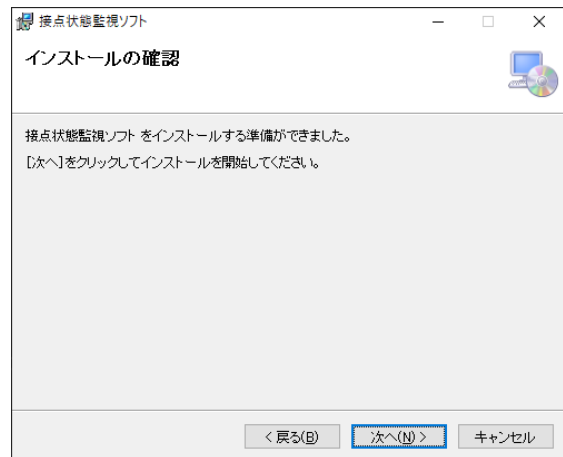 接点状態監視ソフト
インストールの確認
接点状態監視ソフト をインストールする準備ができました。
[次へ]をクリックしてインストールを開始してください。
< 戻る(B) 次へ(N) > キャンセル